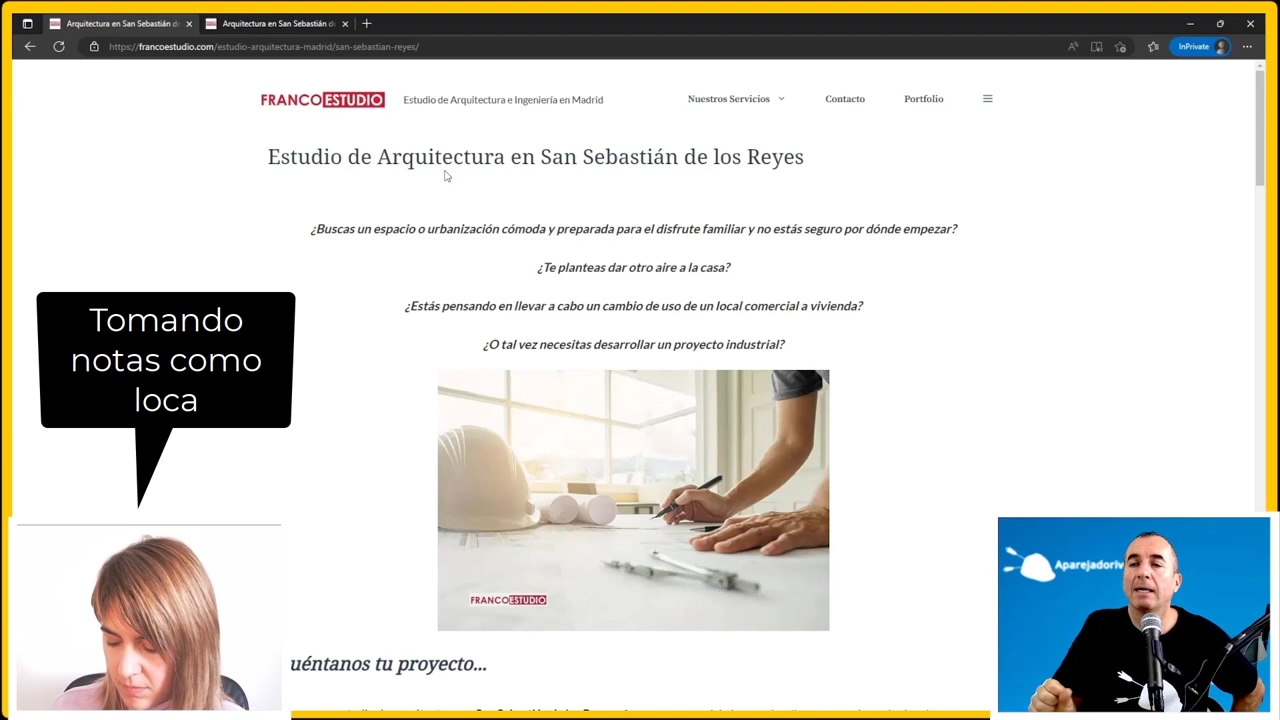 Arquitectura en San Sebastián de
Arquitectura en San Sebastián de
https://francoestudio.com/estudio-arquitectura-madrid/san-sebastian-reyes/
InPrivate
FRANCOESTUDIO
Estudio de Arquitectura e Ingeniería en Madrid
Nuestros Servicios
Contacto
Portfolio
Estudio de Arquitectura en San Sebastián de los Reyes
¿Buscas un espacio o urbanización cómoda y preparada para el disfrute familiar y no estás seguro por dónde empezar?
¿Te planteas dar otro aire a la casa?
¿Estás pensando en llevar a cabo un cambio de uso de un local comercial a vivienda?
¿O tal vez necesitas desarrollar un proyecto industrial?
Tomando
notas como
loca
FRANCOESTUDIO
uéntanos tu proyecto...
Aparejadoriv